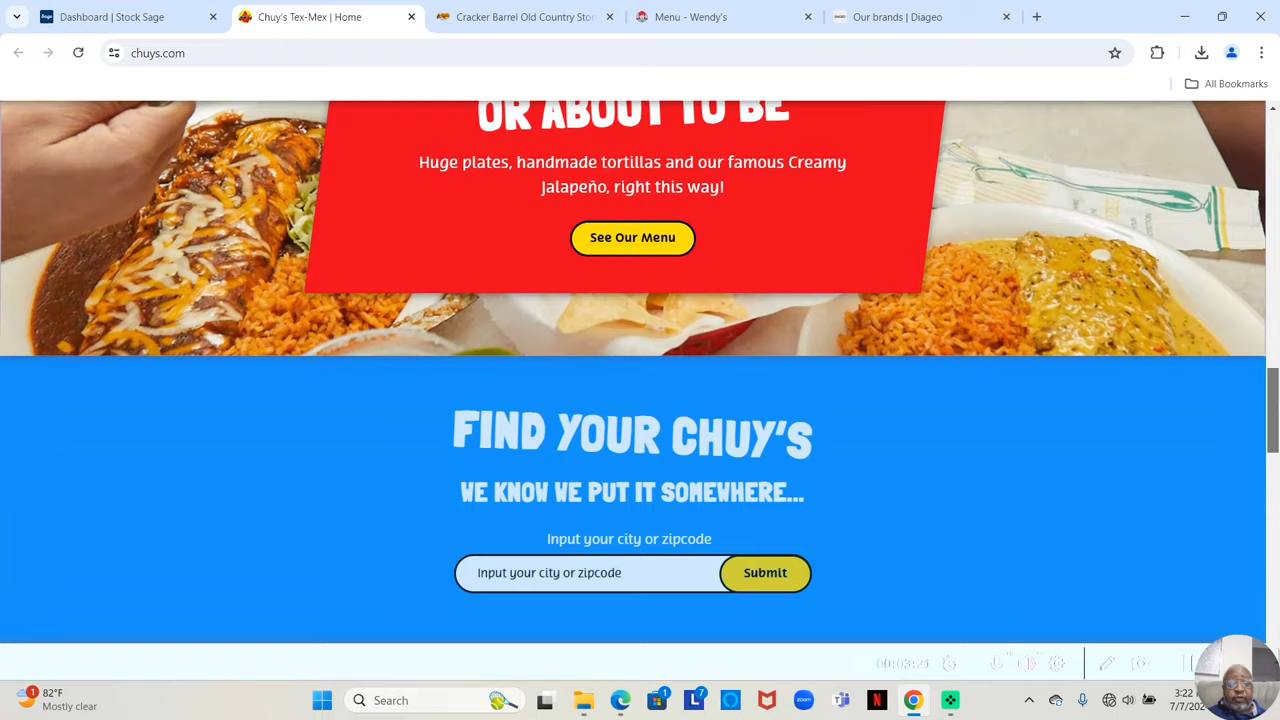 Dashboard | Stock Sage
Chuy's Tex-Mex | Home
Cracker Barrel Old Country Stor
Menu - Wendy's
Our brands | Diageo
chuys.com
All Bookmarks
OR ABOUT TO BE
Huge plates, handmade tortillas and our famous Creamy
Jalapeño, right this way!
See Our Menu
FIND YOUR CHUY'S
WE KNOW WE PUT IT SOMEWHERE...
Input your city or zipcode
Input your city or zipcode
Submit
82°F
Mostly clear
Search
zoom
3:22